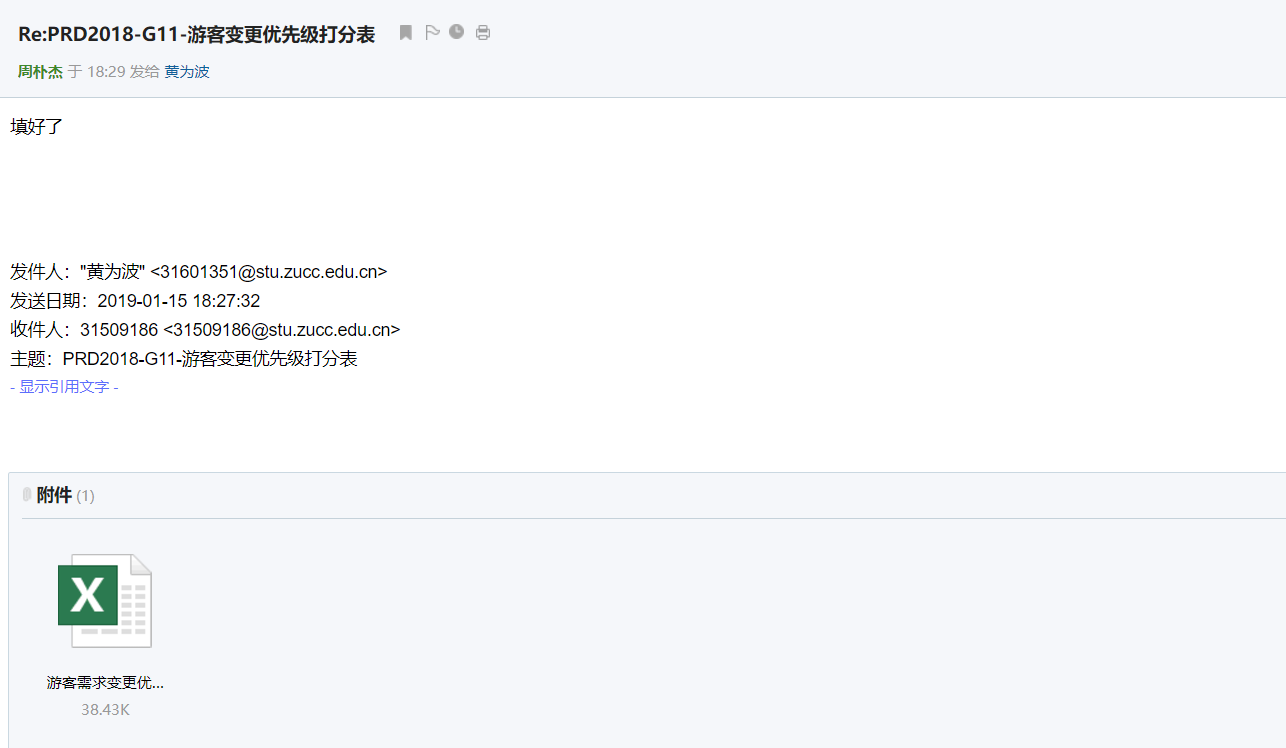 Re:PRD2018-G11-游客变更优先级打分表
周朴杰 于 18:29 发给 黄为波
填好了
发件人："黄为波" <31601351@stu.zucc.edu.cn>
发送日期：2019-01-15 18:27:32
收件人：31509186 <31509186@stu.zucc.edu.cn>
主题：PRD2018-G11-游客变更优先级打分表
- 显示引用文字 -
附件 (1)
X
游客需求变更优...
38.43K